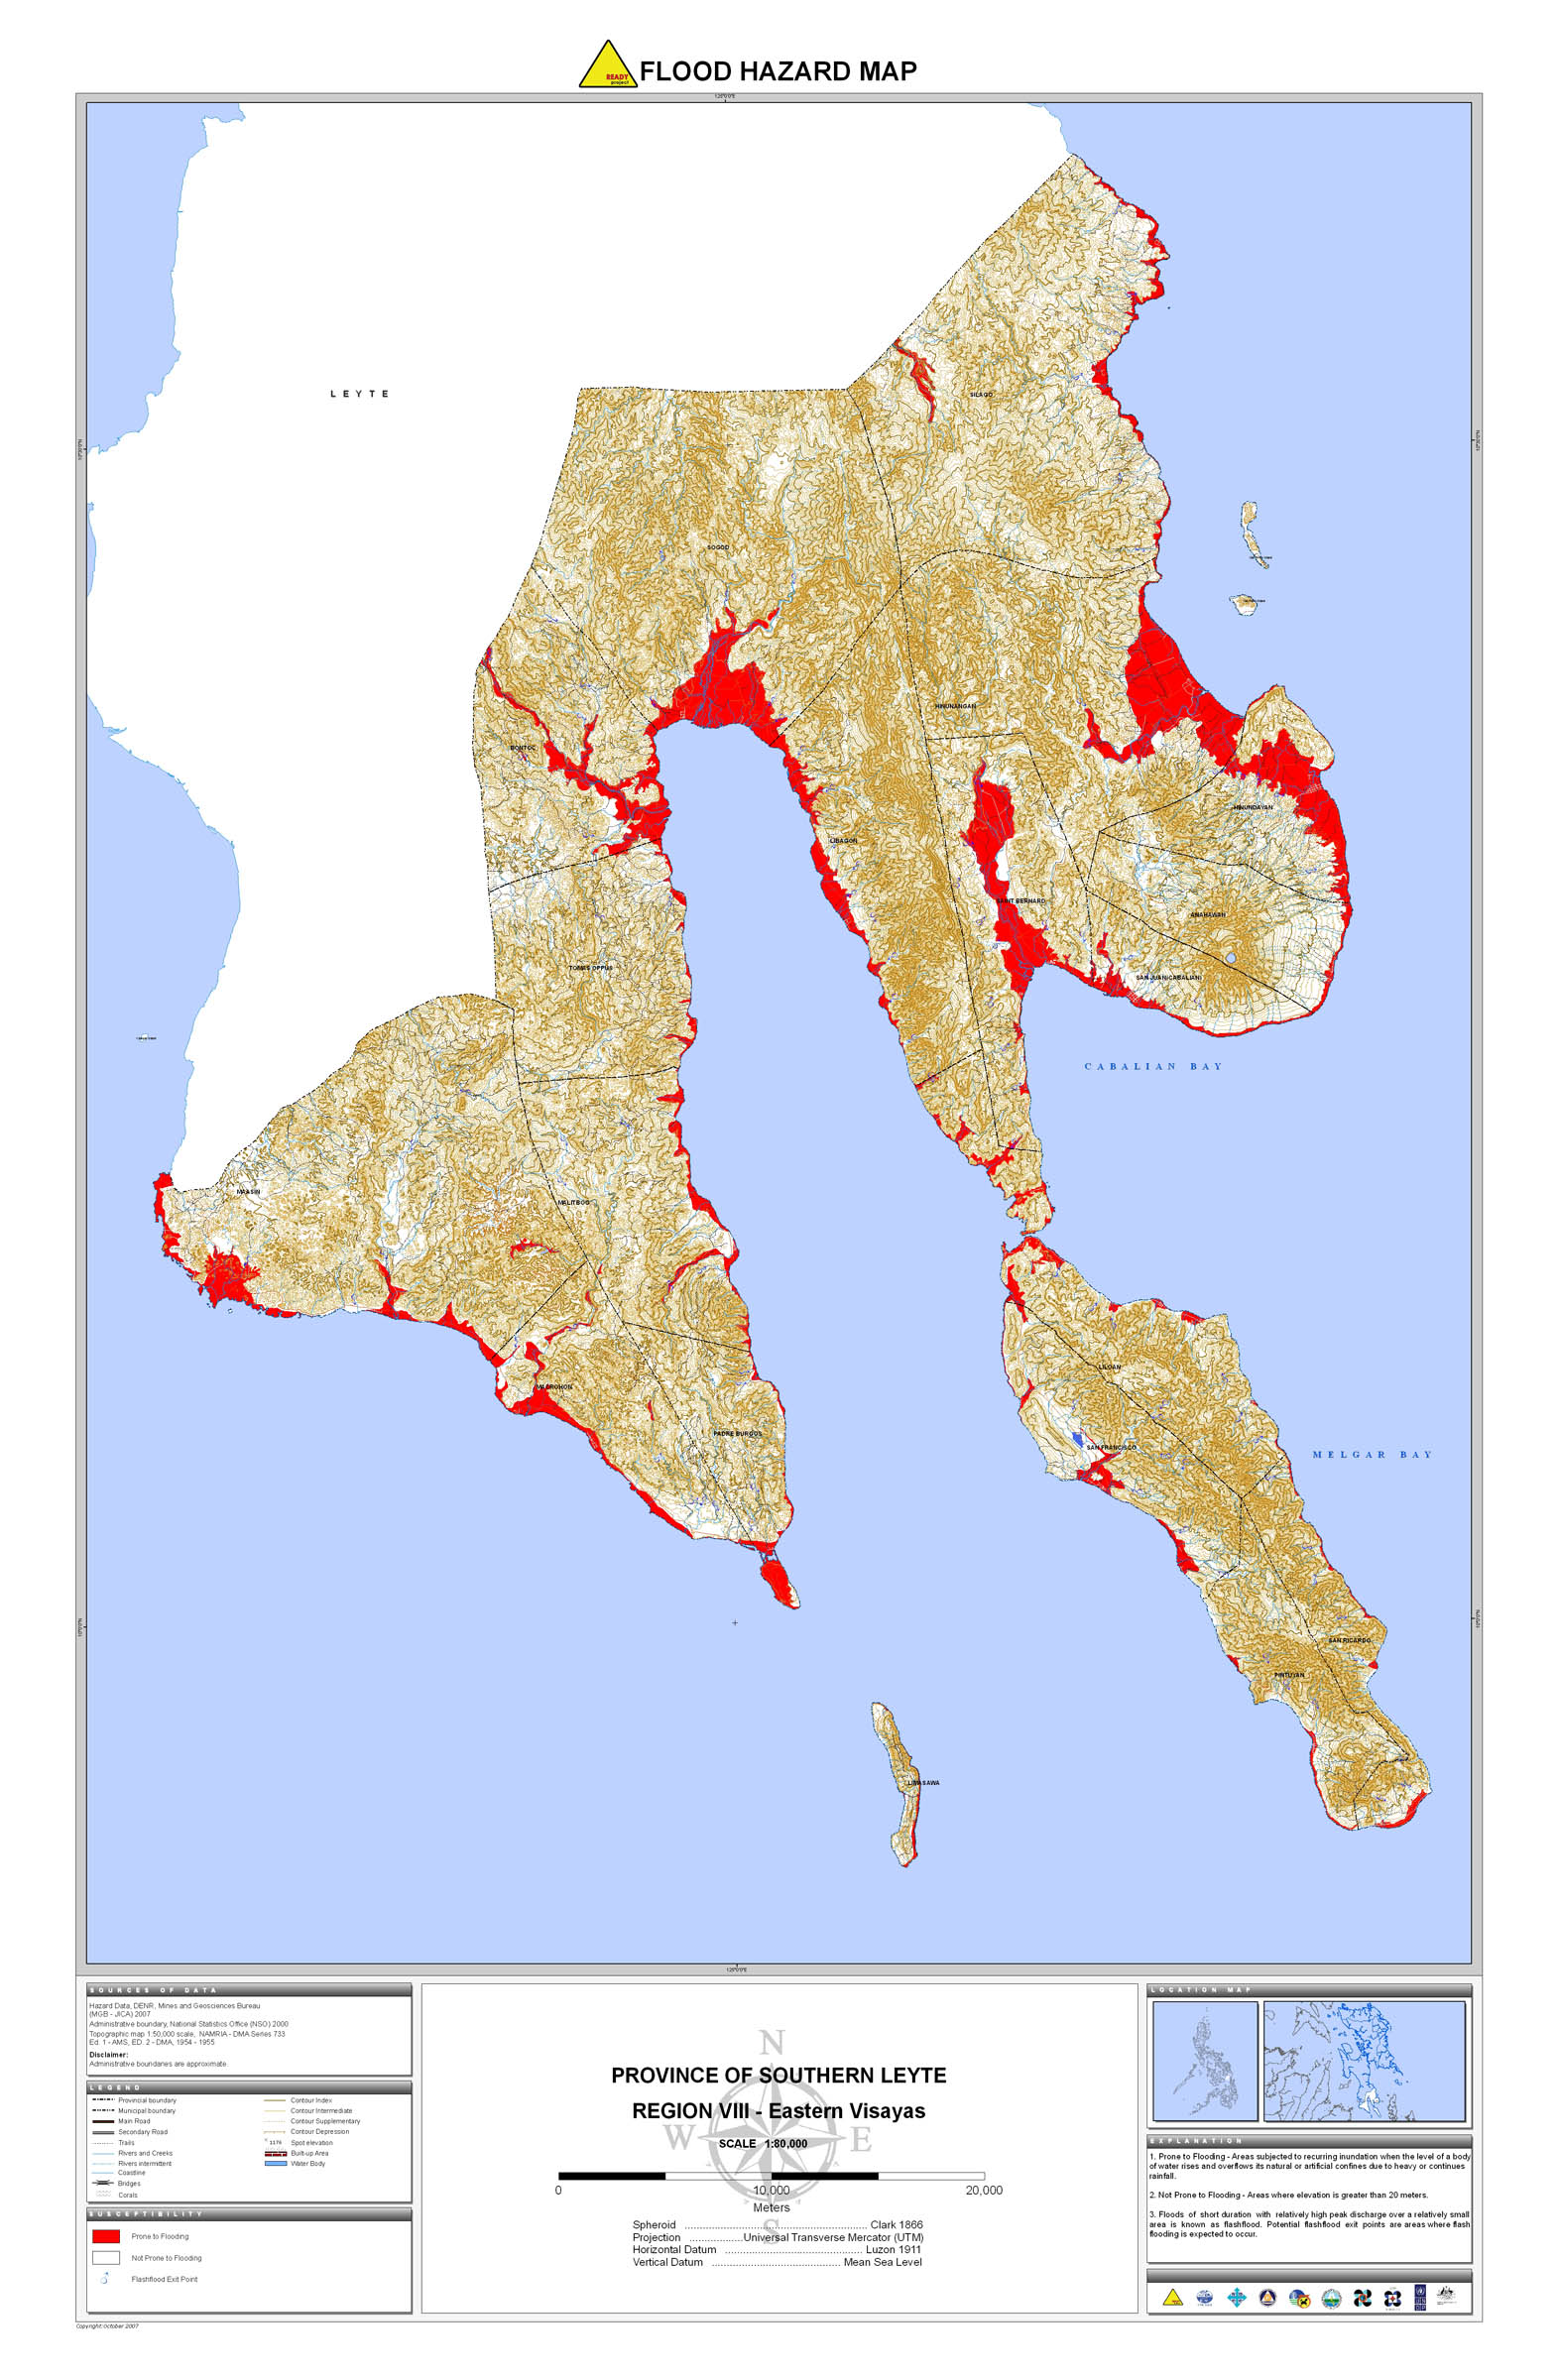 READY
project
FLOOD HAZARD MAP
125°0'0"E
LEYTE
SILAGO
SOGOD
HINUNANGAN
BONTOC
HINUNDAYAN
LIBAGON
SAINT BERNARD
ANAHAWAN
TOMAS OPPUS
SAN JUAN(CABALIAN)
CABALIAN BAY
MAASIN
MALITBOG
LILOAN
MACROHON
PADRE BURGOS
SAN FRANCISCO
MELGAR BAY
SAN RICARDO
PINTUYAN
LIMASAWA
125°0'0"E
SOURCES OF DATA
Hazard Data, DENR, Mines and Geosciences Bureau
(MGB - JICA) 2007
Administrative boundary, National Statistics Office (NSO) 2000
Topographic map 1:50,000 scale, NAMRIA - DMA Series 733
Ed. 1 - AMS, ED. 2 - DMA, 1954 - 1955
Disclaimer:
Administrative boundaries are approximate.
LEGEND
Provincial boundary
Municipal boundary
Main Road
Secondary Road
Trails
Rivers and Creeks
Rivers intermittent
Coastline
Bridges
Corals
Contour Index
Contour Intermediate
Contour Supplementary
Contour Depression
1170 Spot elevation
Built-up Area
Water Body
SUSCEPTIBILITY
Prone to Flooding
Not Prone to Flooding
Flashflood Exit Point
N
W
E
S
PROVINCE OF SOUTHERN LEYTE
REGION VIII - Eastern Visayas
SCALE 1:80,000
0 10,000 20,000
Meters
Spheroid ........ Clark 1866
Projection ........ Universal Transverse Mercator (UTM)
Horizontal Datum ........ Luzon 1911
Vertical Datum ........ Mean Sea Level
LOCATION MAP
EXPLANATION
1. Prone to Flooding - Areas subjected to recurring inundation when the level of a body
of water rises and overflows its natural or artificial confines due to heavy or continues
rainfall.
2. Not Prone to Flooding - Areas where elevation is greater than 20 meters.
3. Floods of short duration with relatively high peak discharge over a relatively small
area is known as flashflood. Potential flashflood exit points are areas where flash
flooding is expected to occur.
Copyright:October 2007